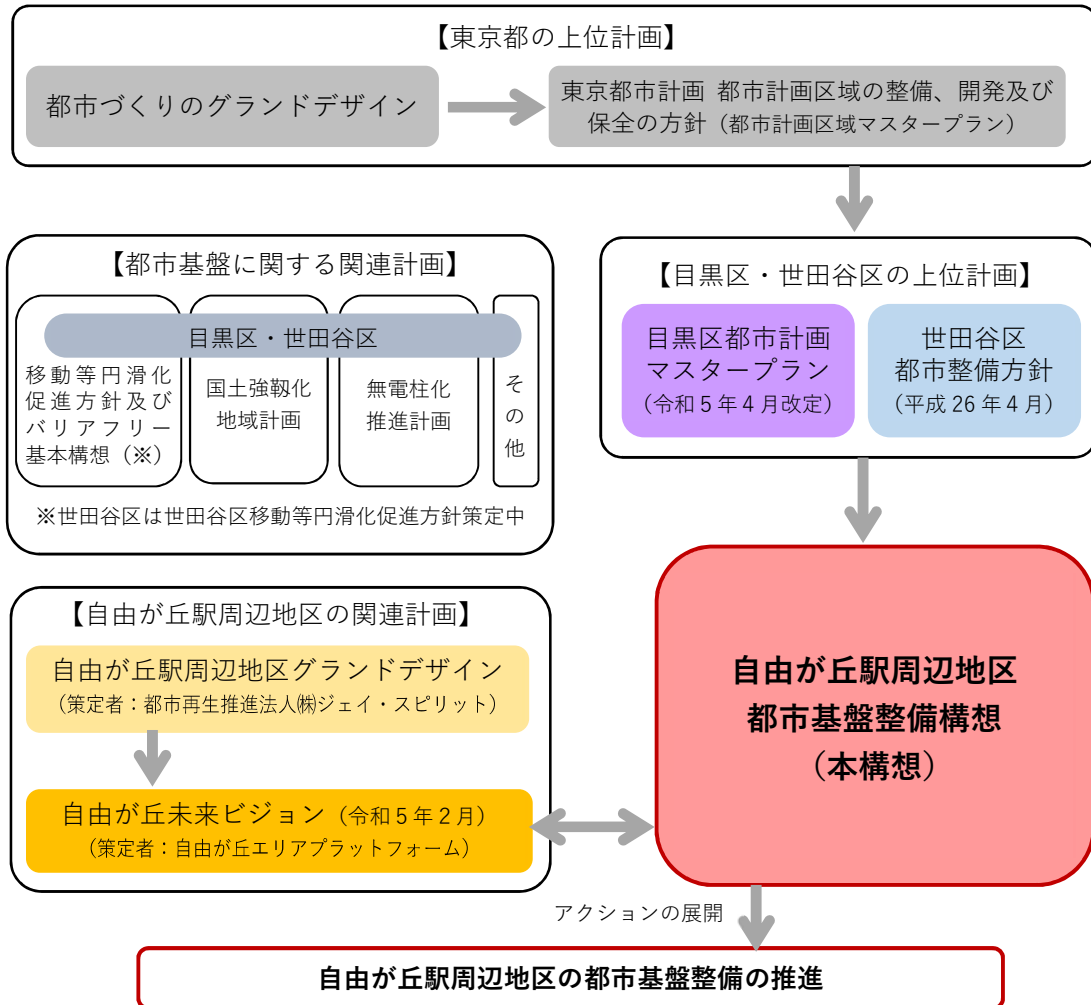 【東京都の上位計画】
都市づくりのグランドデザイン
東京都市計画 都市計画区域の整備、開発及び
保全の方針（都市計画区域マスタープラン）
【都市基盤に関する関連計画】
目黒区・世田谷区
移動等円滑化
促進方針及び
バリアフリー
基本構想（※）
国土強靱化
地域計画
無電柱化
推進計画
その他
※世田谷区は世田谷区移動等円滑化促進方針策定中
【目黒区・世田谷区の上位計画】
目黒区都市計画
マスタープラン
（令和５年４月改定）
世田谷区
都市整備方針
（平成 26 年４月）
【自由が丘駅周辺地区の関連計画】
自由が丘駅周辺地区グランドデザイン
（策定者：都市再生推進法人㈱ジェイ・スピリット）
自由が丘未来ビジョン（令和５年２月）
（策定者：自由が丘エリアプラットフォーム）
自由が丘駅周辺地区
都市基盤整備構想
（本構想）
アクションの展開
自由が丘駅周辺地区の都市基盤整備の推進